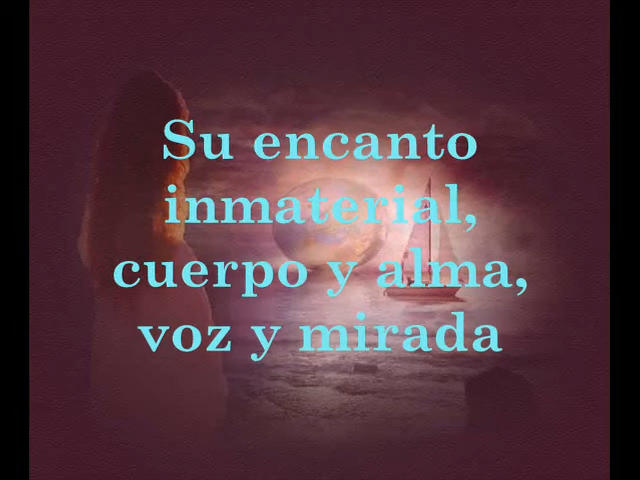 Su encanto
inmaterial,
cuerpo y alma,
voz y mirada